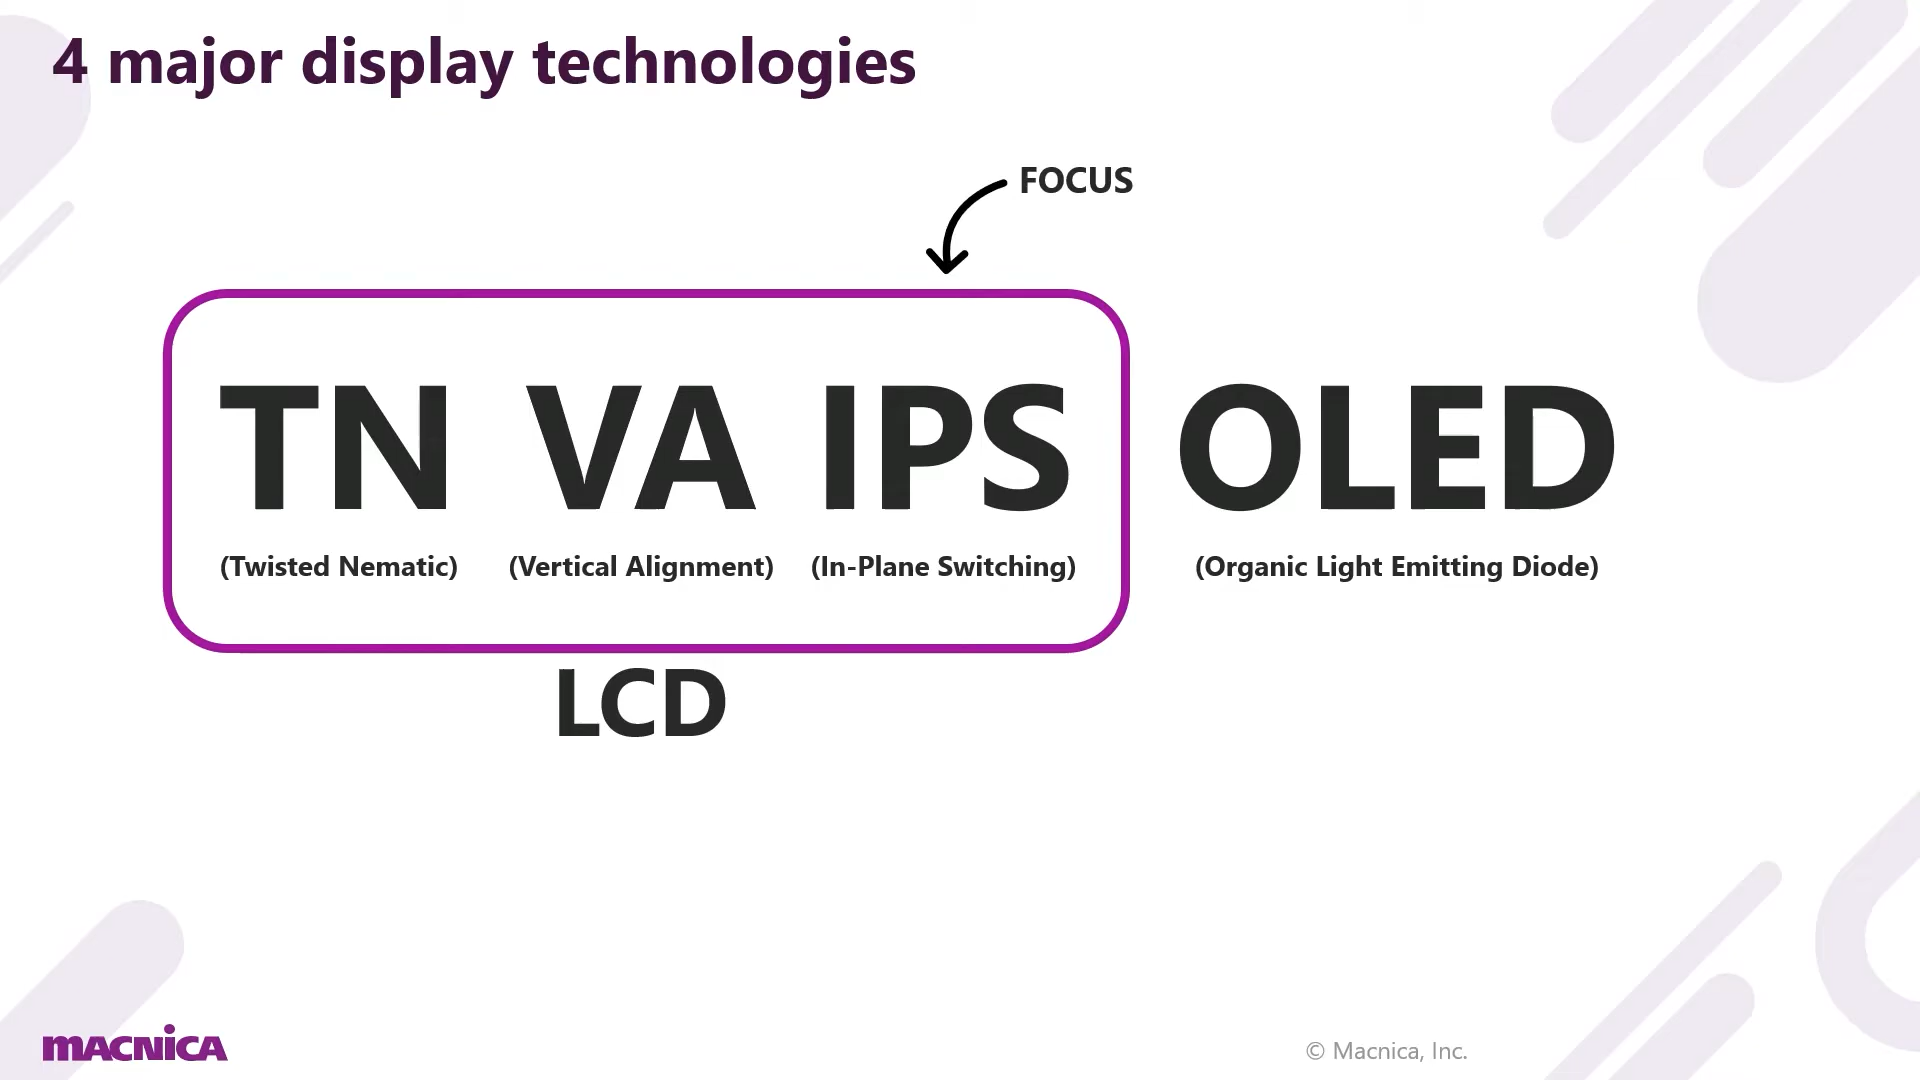 4 major display technologies
FOCUS
TN VA IPS OLED
(Twisted Nematic) (Vertical Alignment) (In-Plane Switching) (Organic Light Emitting Diode)
LCD
MACNICA
© Macnica, Inc.